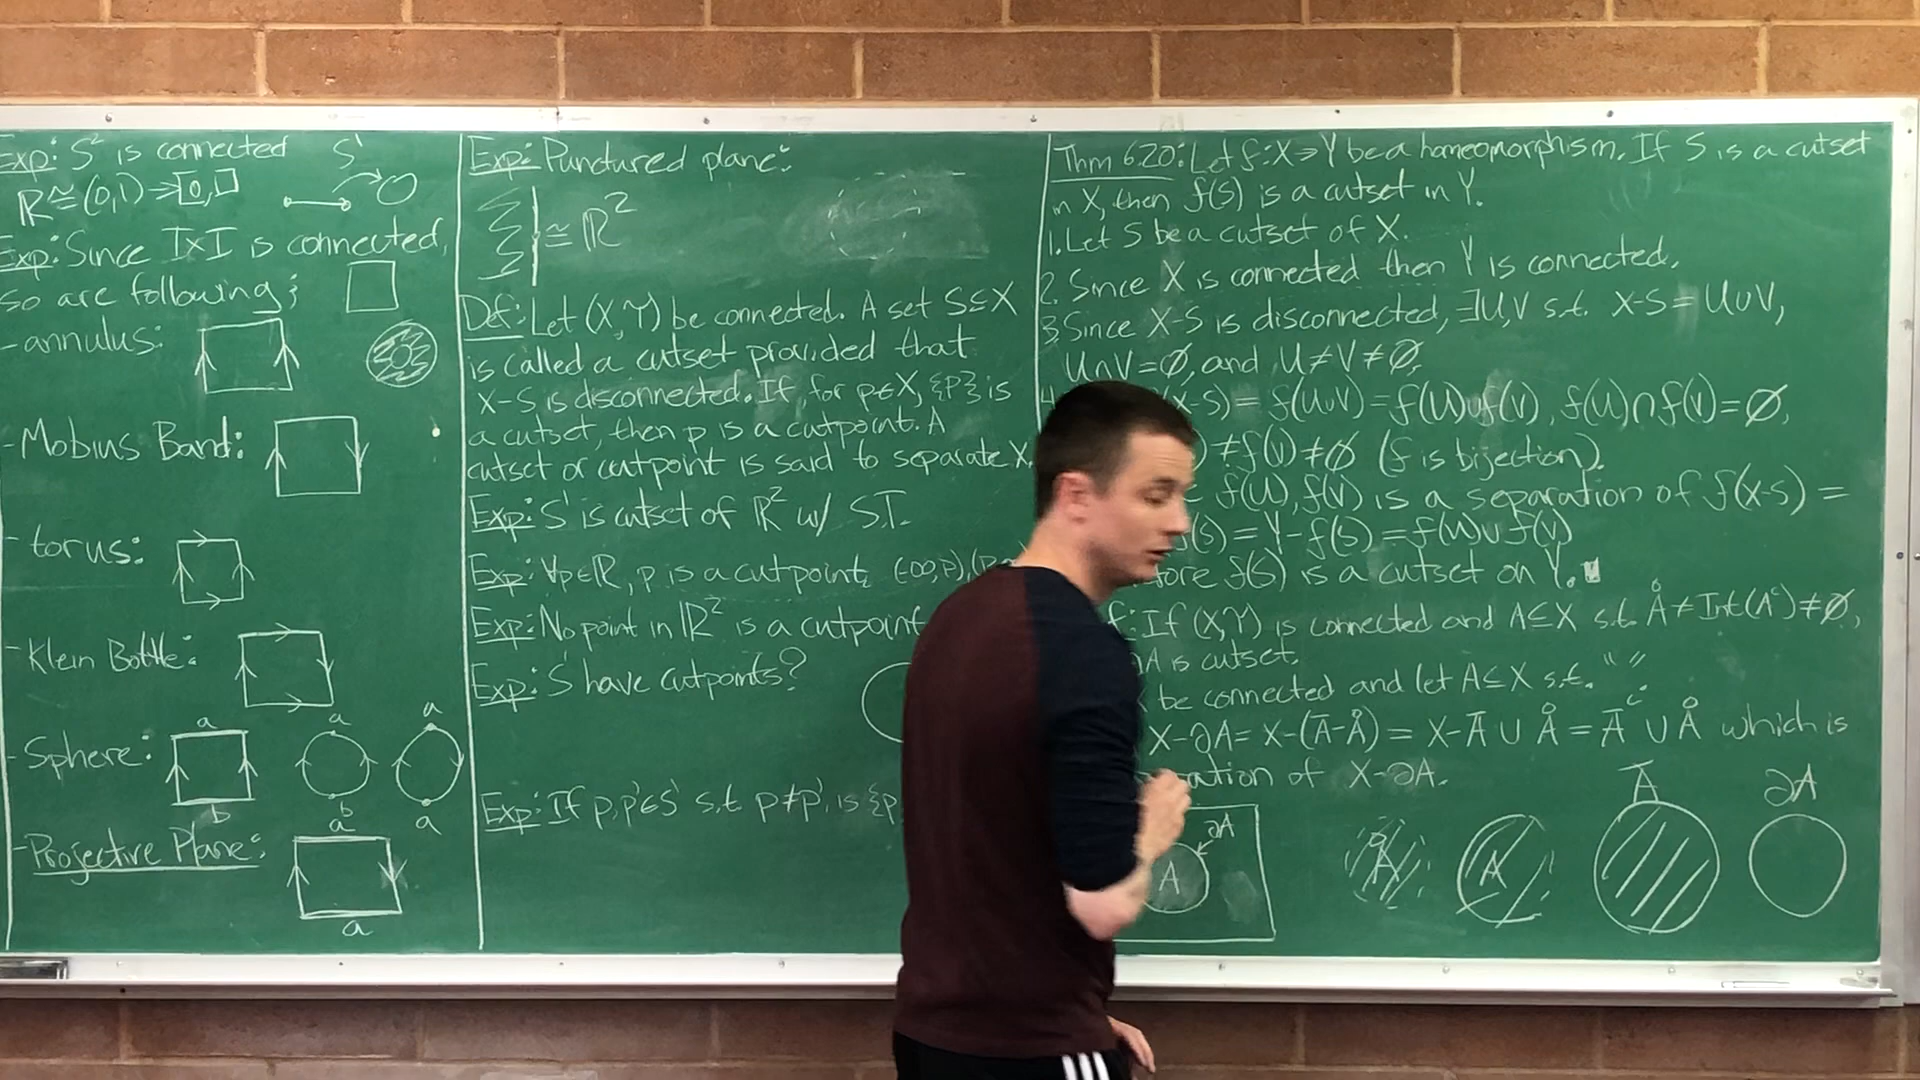 Exp: S² is connected S¹
ℝ≅(0,1)⇒[0,1]
Exp: Since I×I is connected,
so are following:
-annulus:
-Mobius Band:
-torus:
-Klein Bottle:
a a a
-Sphere:
b b a
a
-Projective Plane:
a
Exp: Punctured plane:
≅ℝ²
Def: Let (X,Υ) be connected. A set S⊆X
is called a cutset provided that
X-S is disconnected. If, for p∈X, {p} is
a cutset, then p is a cutpoint. A
cutset or cutpoint is said to separate X.
Exp: S¹ is cutset of ℝ² w/ S.T.
Exp: ∀p∈ℝ, p is a cutpoint, (-∞,p),(p
Exp: No point in ℝ² is a cutpoint
Exp: S¹ have cutpoints?
Exp: If p,p'∈S¹ s.t p≠p', is {p
Thm 6.20: Let f:X→Y be a homeomorphism. If S is a cutset
in X, then f(S) is a cutset in Y.
1. Let S be a cutset of X.
2. Since X is connected then Y is connected.
3. Since X-S is disconnected, ∃U,V s.t. X-S=U∪V,
U∩V=∅, and U≠V≠∅.
4. X-S)=f(U∪V)=f(U)∪f(V), f(U)∩f(V)=∅,
)≠f(V)≠∅ (f is bijection).
f(U),f(V) is a separation of f(X-S)=
(S)=Y-f(S)=f(U)∪f(V)
f(S) is a cutset on Y.
: If (X,Υ) is connected and A⊆X s.t. Å≠Int(Aᶜ)≠∅,
∂A is cutset.
be connected and let A⊆X s.t. " "
X-∂A=X-(Ā-Å)=X-Ā∪Å=Āᶜ∪Å which is
of X-∂A.
∂A
A
A
A
Ā
∂A